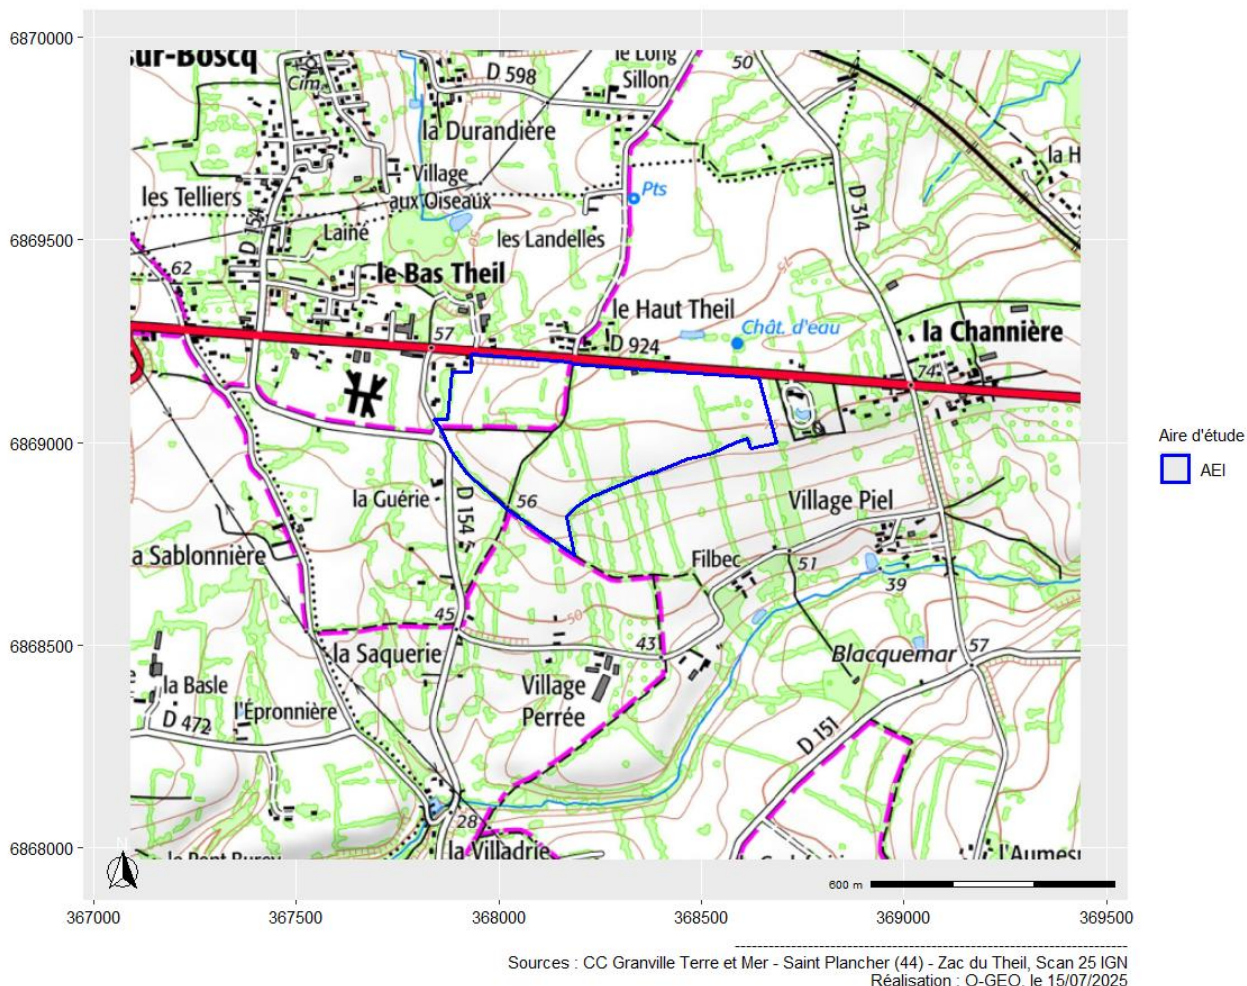 6870000
6869500
6869000
6868500
6868000
sur-Boscq
Cim.
D 598
le Long
Sillon
50
la Durandière
Village
aux Oiseaux
les Telliers
Lainé
D 154
Pts
les Landelles
50
75
D 314
la H
62
le Bas Theil
57
le Haut Theil
D 924
Chât. d'eau
la Channière
74
la Guérie
D 154
56
Village Piel
a Sablonnière
Filbec
51
39
45
50
43
la Saquerie
Blacquemar
57
la Basle
l'Épronnière
D 472
Village
Perrée
D 151
28
la Villadrie
l'Aumes
N
600 m
367000
367500
368000
368500
369000
369500
Aire d'étude
AEI
Sources : CC Granville Terre et Mer - Saint Plancher (44) - Zac du Theil, Scan 25 IGN
Réalisation : O-GEO, le 15/07/2025